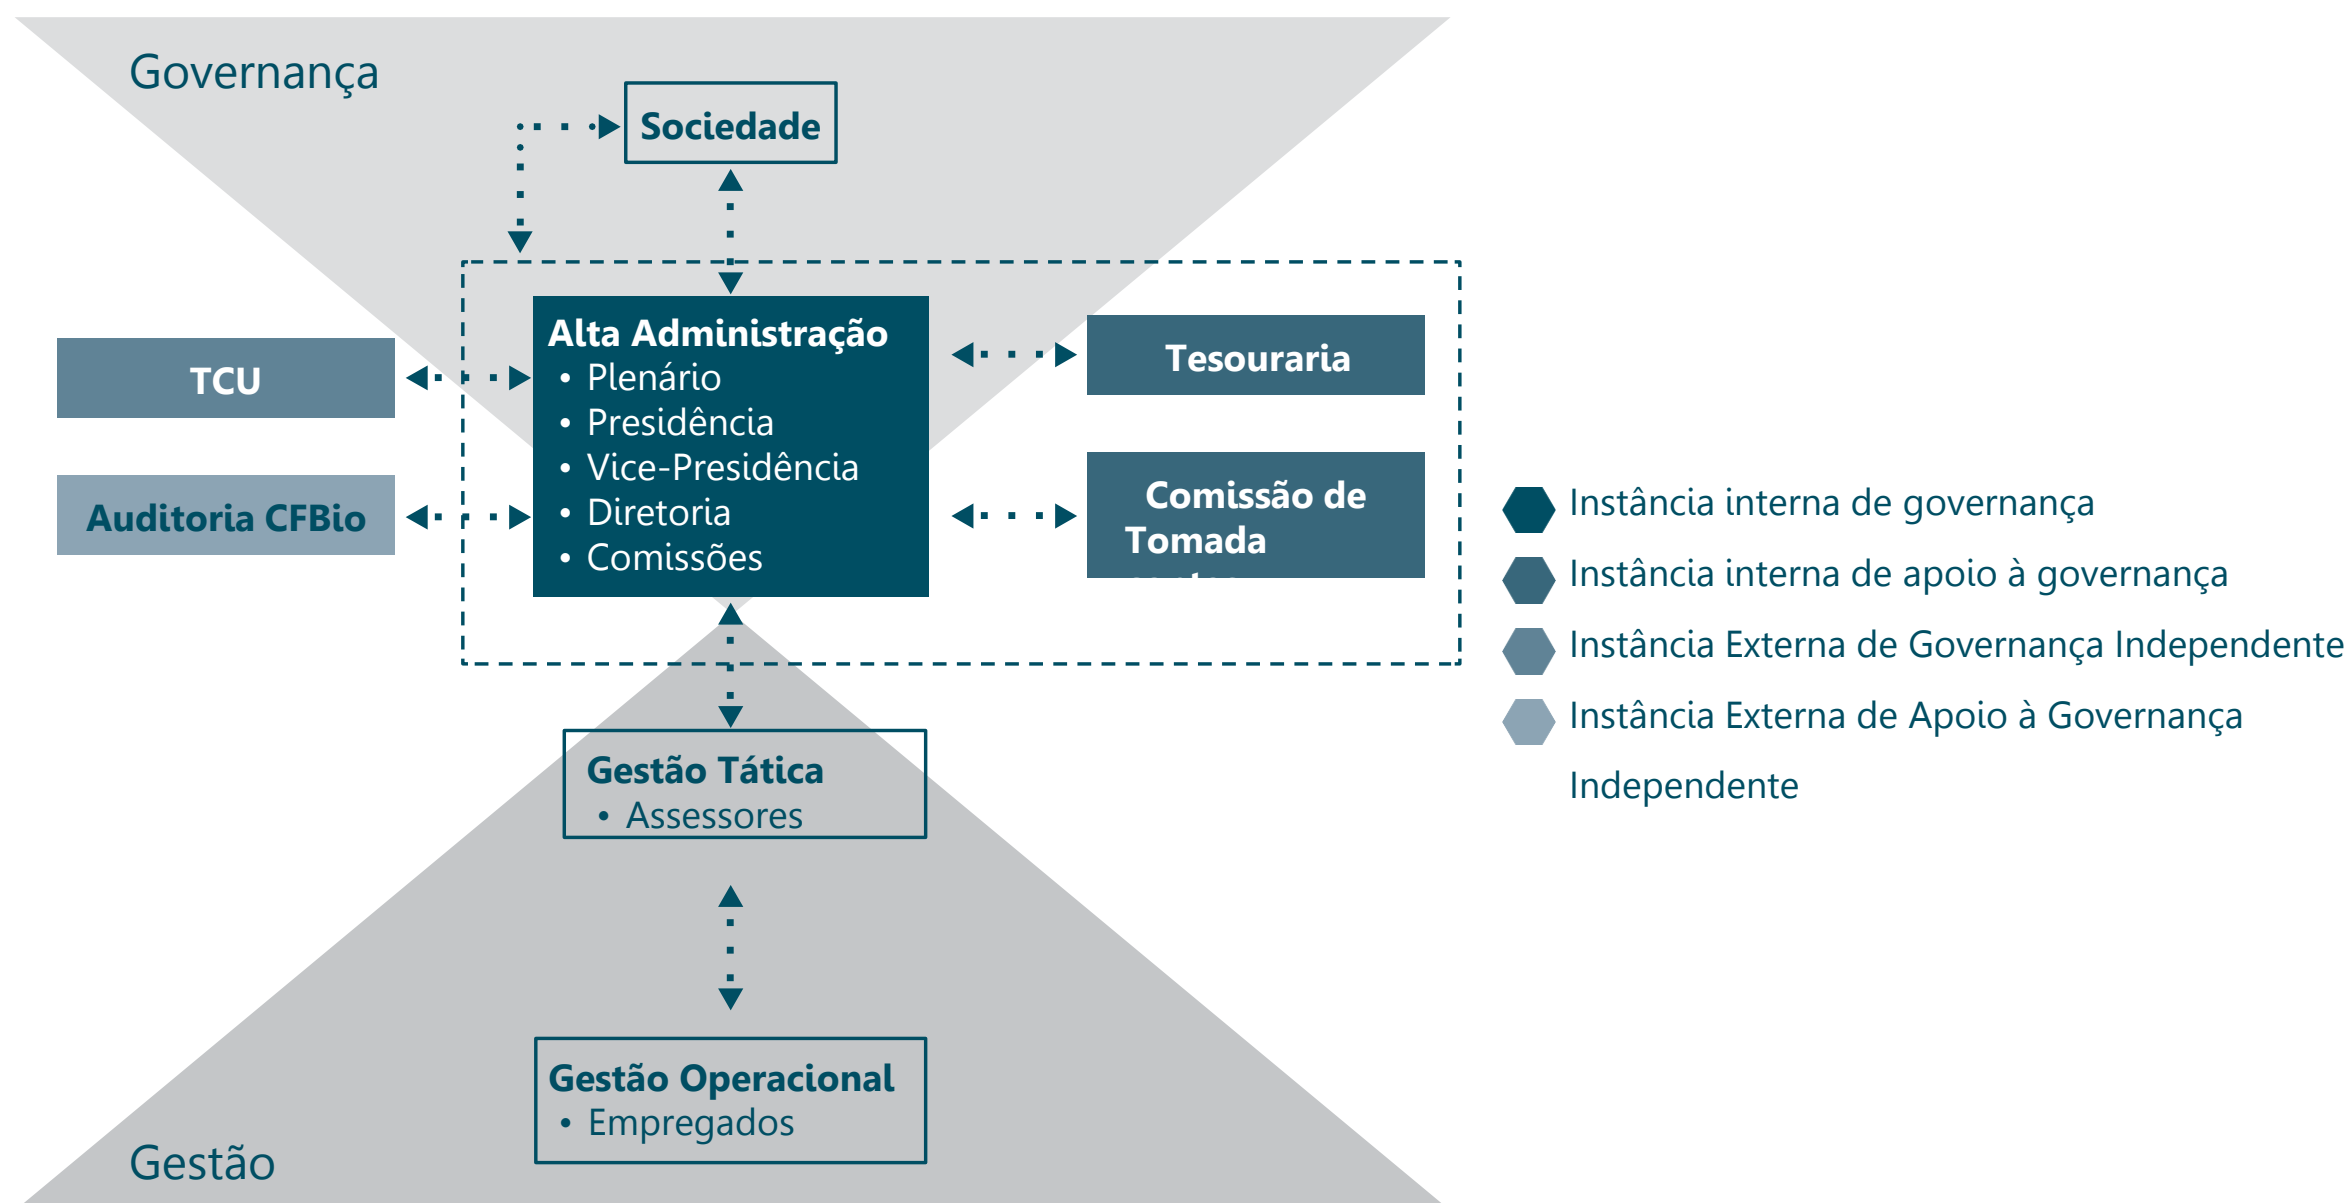 Governança
Sociedade
Alta Administração
• Plenário
• Presidência
• Vice-Presidência
• Diretoria
• Comissões
TCU
Auditoria CFBio
Tesouraria
Comissão de
Tomada
Gestão Tática
• Assessores
Gestão Operacional
• Empregados
Gestão
Instância interna de governança
Instância interna de apoio à governança
Instância Externa de Governança Independente
Instância Externa de Apoio à Governança
Independente